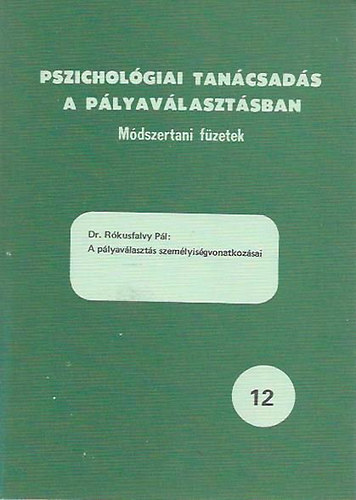 PSZICHOLÓGIAI TANÁCSADÁS
A PÁLYAVÁLASZTÁSBAN
Módszertani füzetek
Dr. Rókusfalvy Pál:
A pályaválasztás személyiségvonatkozásai
12